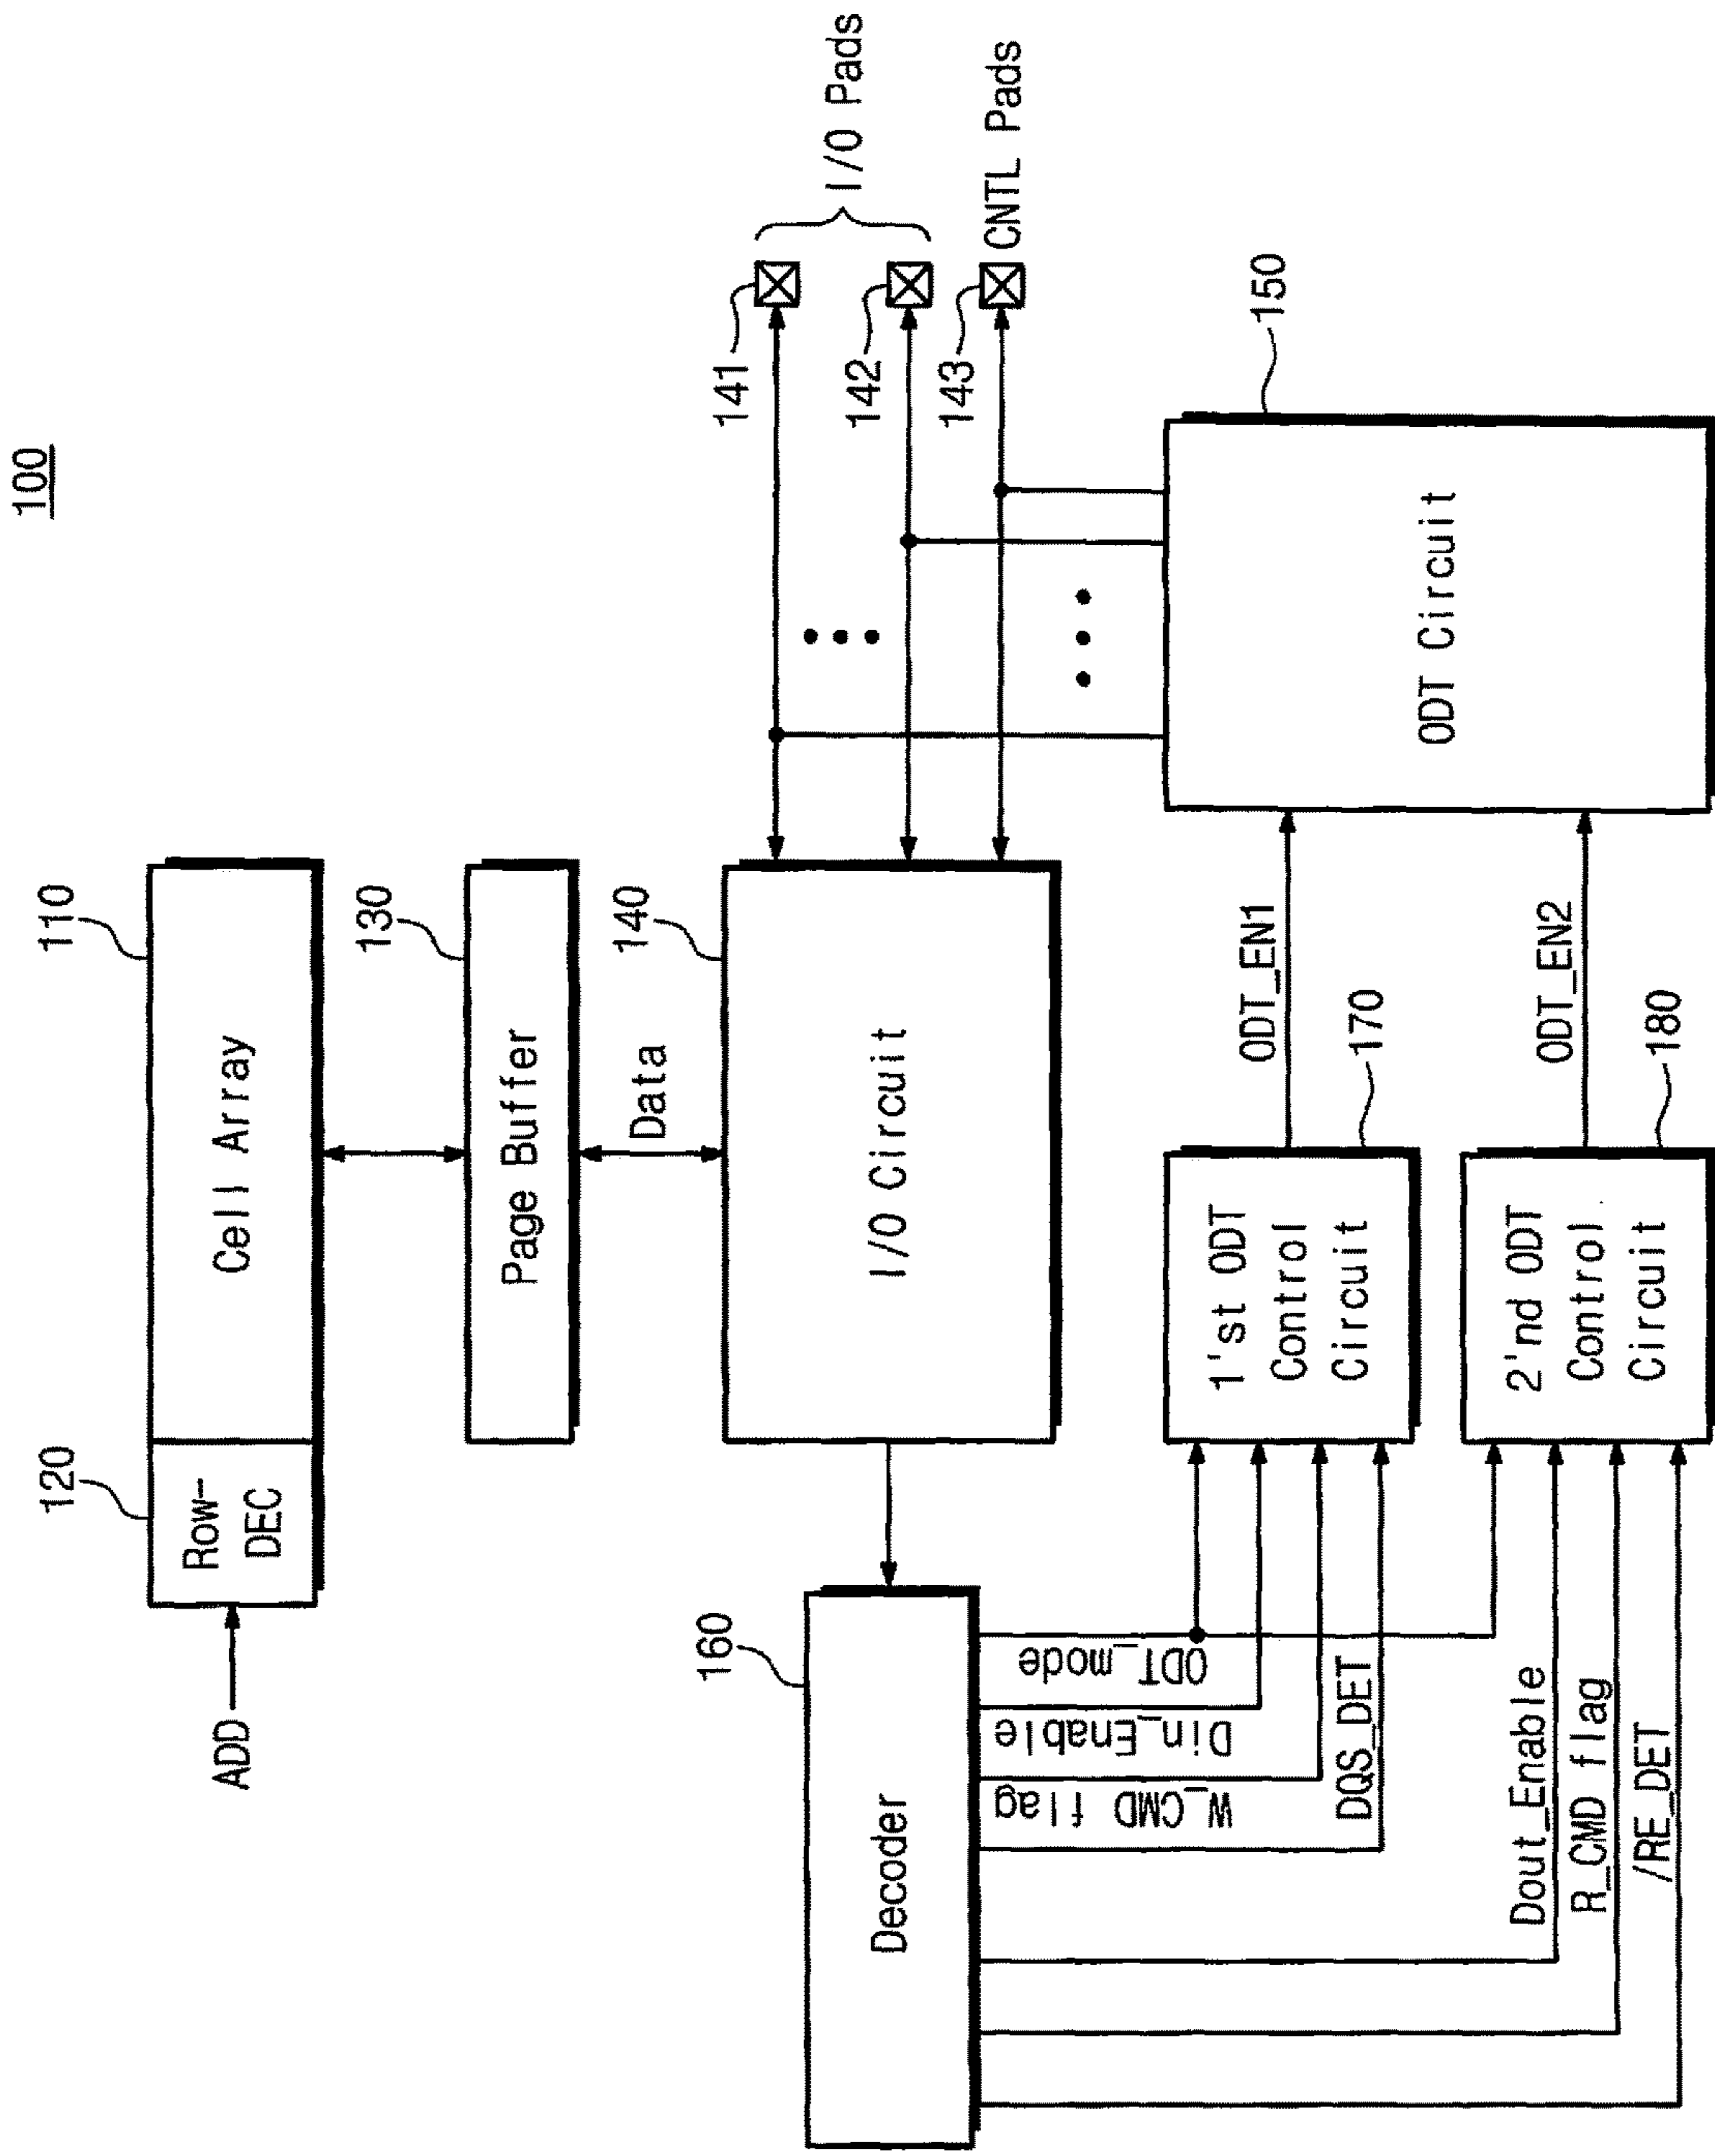 100
110
120
Cell Array
Row-
DEC
ADD
130
Page Buffer
Data
140
I/O Circuit
141
142
143
I/O Pads
CNTL Pads
150
ODT Circuit
160
Decoder
ODT_mode
Din_Enable
W_CMD flag
DQS_DET
Dout_Enable
R_CMD flag
/RE_DET
1'st ODT
Control
Circuit
170
ODT_EN1
2'nd ODT
Control
Circuit
180
ODT_EN2